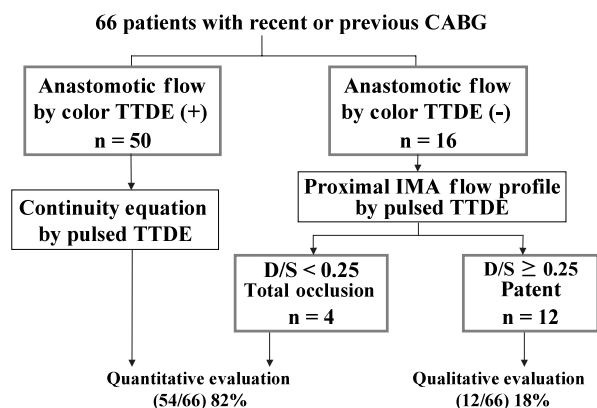 66 patients with recent or previous CABG
Anastomotic flow
by color TTDE (+)
n = 50
Anastomotic flow
by color TTDE (-)
n = 16
Continuity equation
by pulsed TTDE
Proximal IMA flow profile
by pulsed TTDE
D/S < 0.25
Total occlusion
n = 4
D/S ≥ 0.25
Patent
n = 12
Quantitative evaluation
(54/66) 82%
Qualitative evaluation
(12/66) 18%